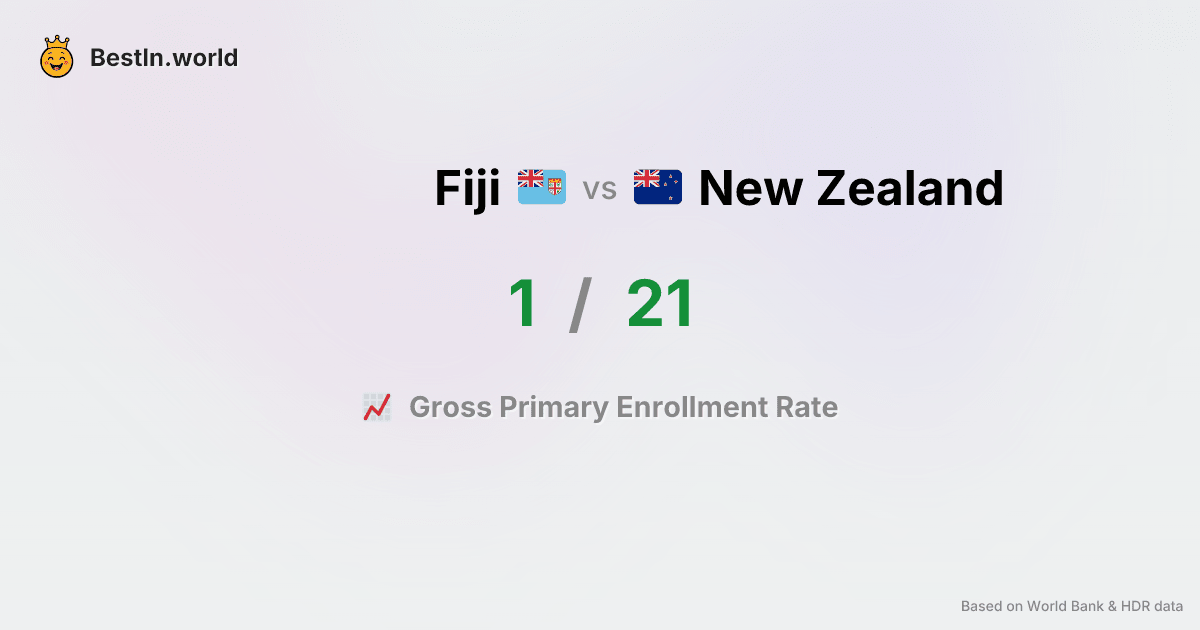 BestIn.world
Fiji vs New Zealand
1 / 21
Gross Primary Enrollment Rate
Based on World Bank & HDR data